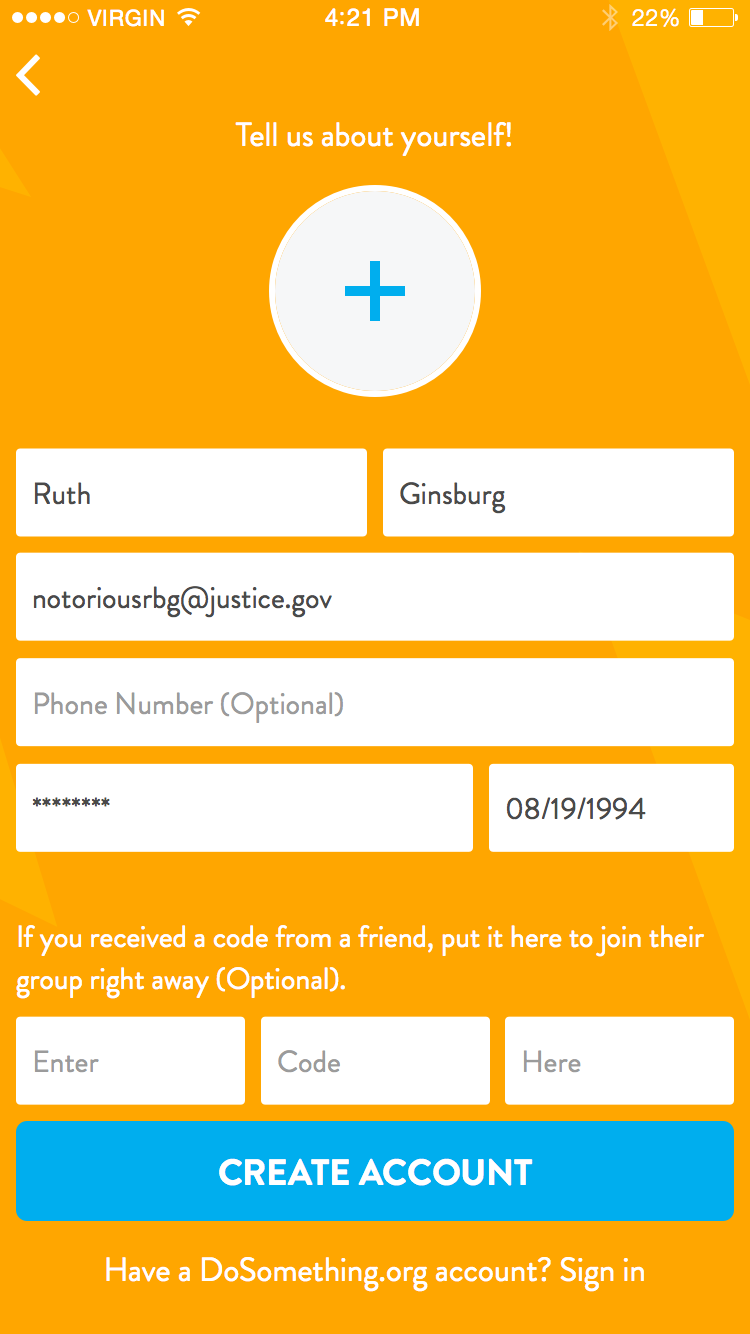 VIRGIN 4:21 PM 22%
Tell us about yourself!
Ruth Ginsburg
notoriousrbg@justice.gov
Phone Number (Optional)
******** 08/19/1994
If you received a code from a friend, put it here to join their
group right away (Optional).
Enter Code Here
CREATE ACCOUNT
Have a DoSomething.org account? Sign in